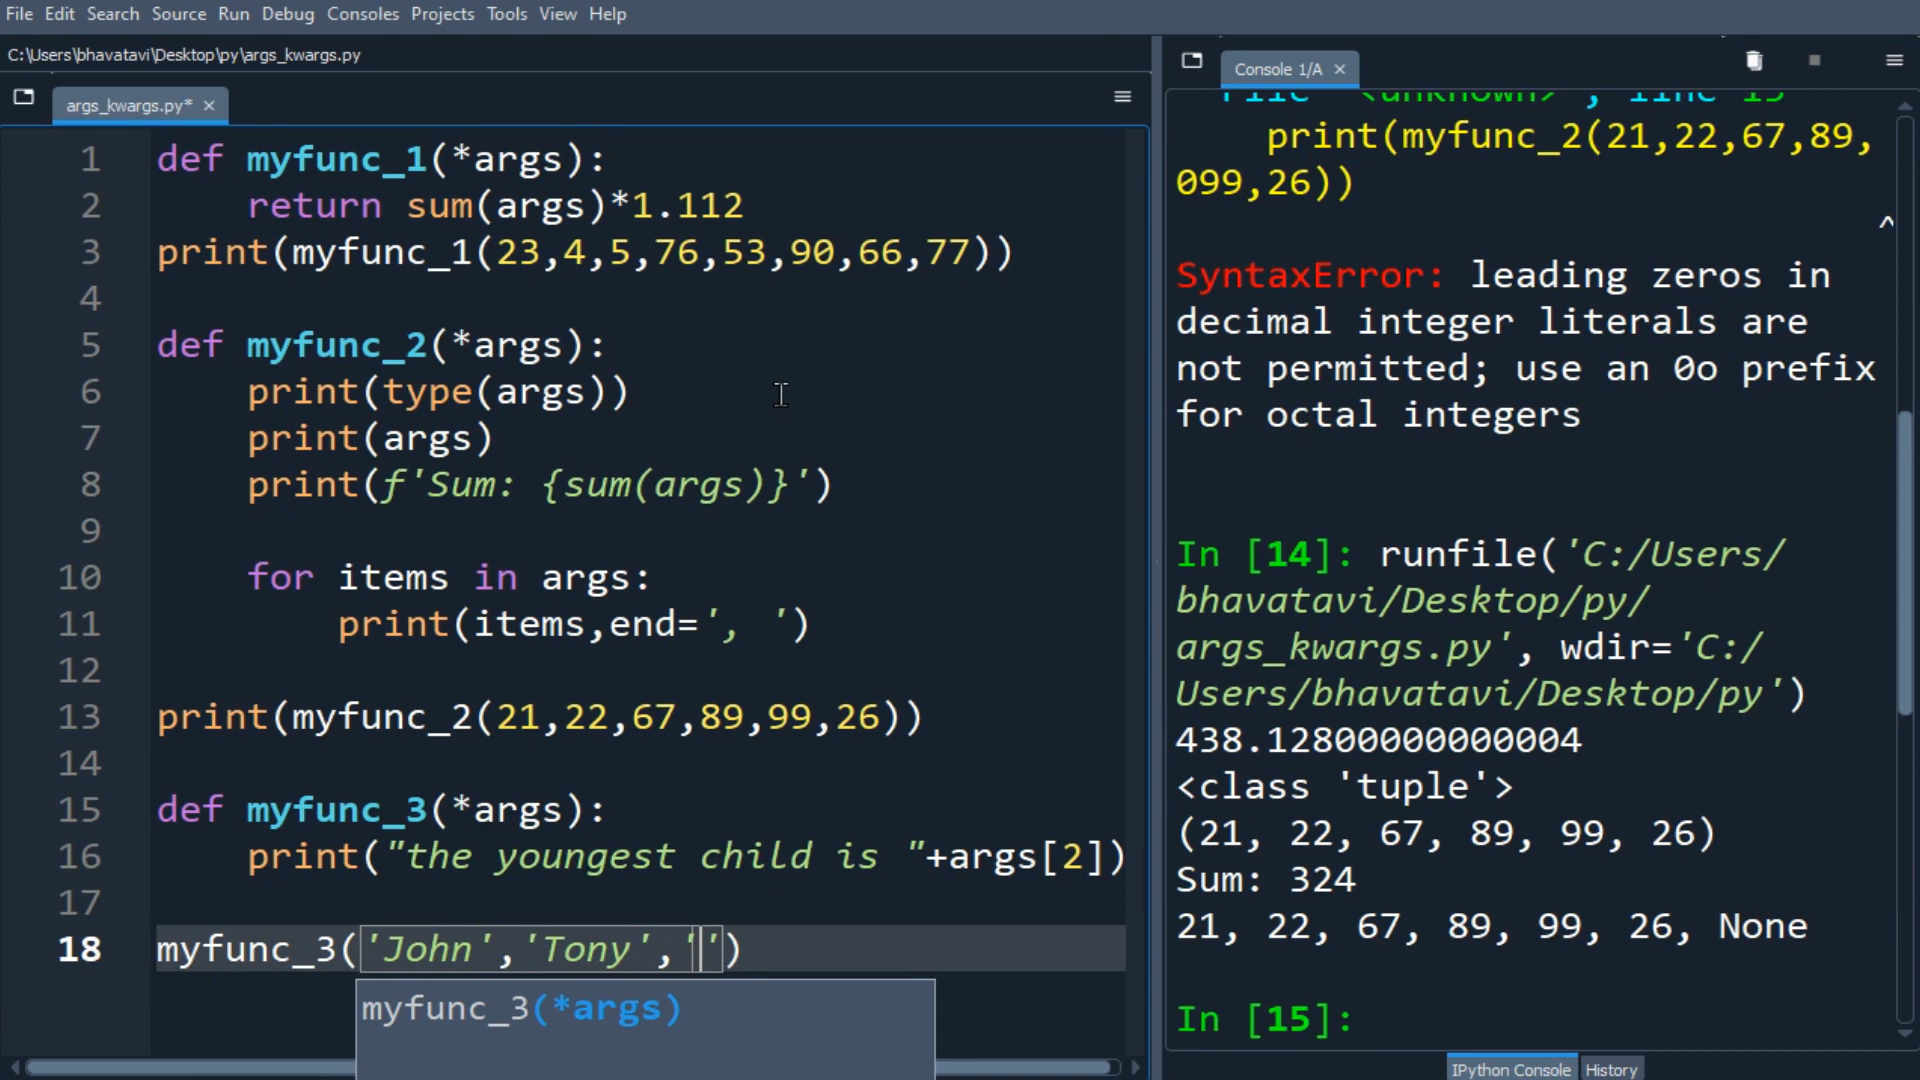 File Edit Search Source Run Debug Consoles Projects Tools View Help
C:\Users\bhavatavi\Desktop\py\args_kwargs.py
args_kwargs.py*
1 def myfunc_1(*args):
2     return sum(args)*1.112
3 print(myfunc_1(23,4,5,76,53,90,66,77))
4
5 def myfunc_2(*args):
6     print(type(args))
7     print(args)
8     print(f'Sum: {sum(args)}')
9
10     for items in args:
11         print(items,end=', ')
12
13 print(myfunc_2(21,22,67,89,99,26))
14
15 def myfunc_3(*args):
16     print("the youngest child is "+args[2])
17
18 myfunc_3('John','Tony','')
myfunc_3(*args)
Console 1/A
File "<unknown>", line 13
print(myfunc_2(21,22,67,89,
099,26))
^
SyntaxError: leading zeros in
decimal integer literals are
not permitted; use an 0o prefix
for octal integers
In [14]: runfile('C:/Users/
bhavatavi/Desktop/py/
args_kwargs.py', wdir='C:/
Users/bhavatavi/Desktop/py')
438.12800000000004
<class 'tuple'>
(21, 22, 67, 89, 99, 26)
Sum: 324
21, 22, 67, 89, 99, 26, None
In [15]:
IPython Console History